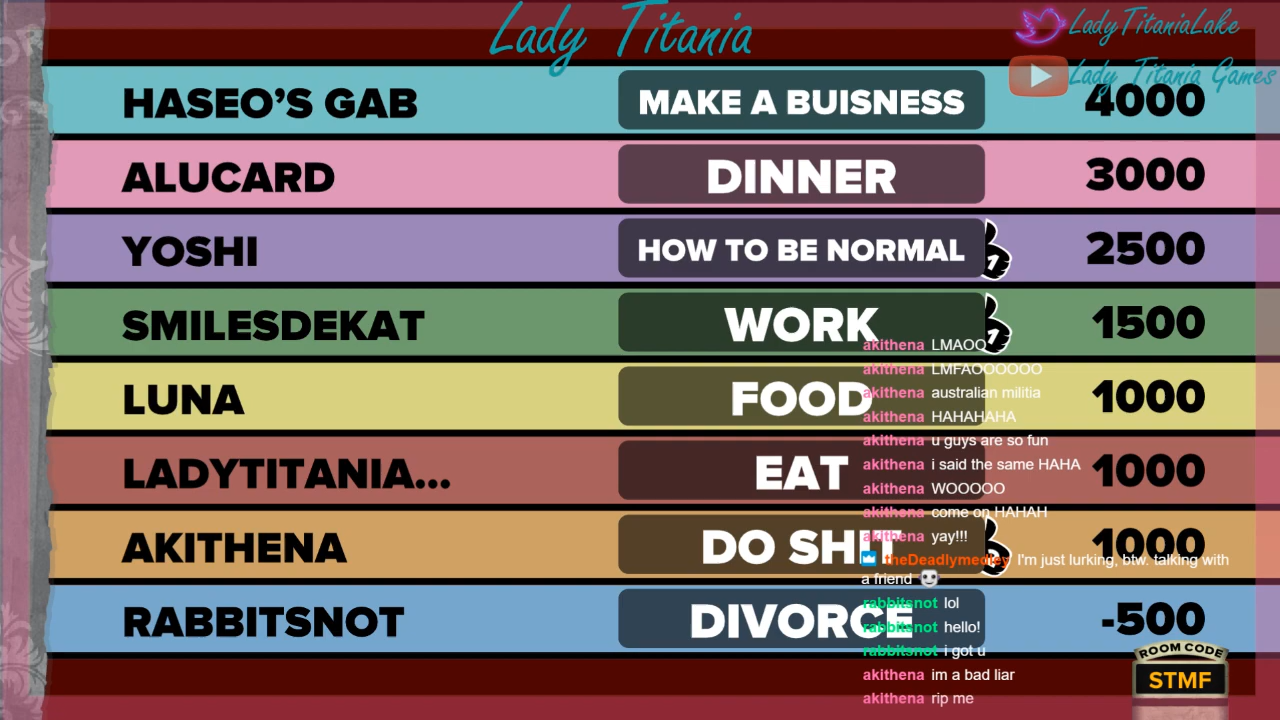 Lady Titania
LadyTitaniaLake
Lady Titania Games
HASEO'S GAB MAKE A BUISNESS 4000
ALUCARD DINNER 3000
YOSHI HOW TO BE NORMAL 1 2500
SMILESDEKAT WORK 1 1500
LUNA FOOD 1000
LADYTITANIA... EAT 1000
AKITHENA DO SHIT 1000
RABBITSNOT DIVORCE -500
akithena LMAOO
akithena LMFAOOOOOO
akithena australian militia
akithena HAHAHAHA
akithena u guys are so fun
akithena i said the same HAHA
akithena WOOOOO
akithena come on HAHAH
akithena yay!!!
theDeadlymedley I'm just lurking, btw. talking with
a friend
rabbitsnot lol
rabbitsnot hello!
rabbitsnot i got u
akithena im a bad liar
akithena rip me
ROOM CODE
STMF